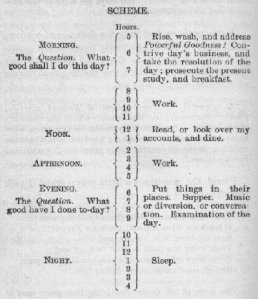 SCHEME.
Hours.
MORNING.
The Question. What
good shall I do this day?
5
6
7
Rise, wash, and address
Powerful Goodness! Con-
trive day's business, and
take the resolution of the
day; prosecute the present
study, and breakfast.
8
9
10
11
Work.
NOON.
12
1
Read, or look over my
accounts, and dine.
AFTERNOON.
2
3
4
5
Work.
EVENING.
The Question. What
good have I done to-day?
6
7
8
9
Put things in their
places. Supper. Music
or diversion, or conversa-
tion. Examination of the
day.
NIGHT.
10
11
12
1
2
3
4
Sleep.